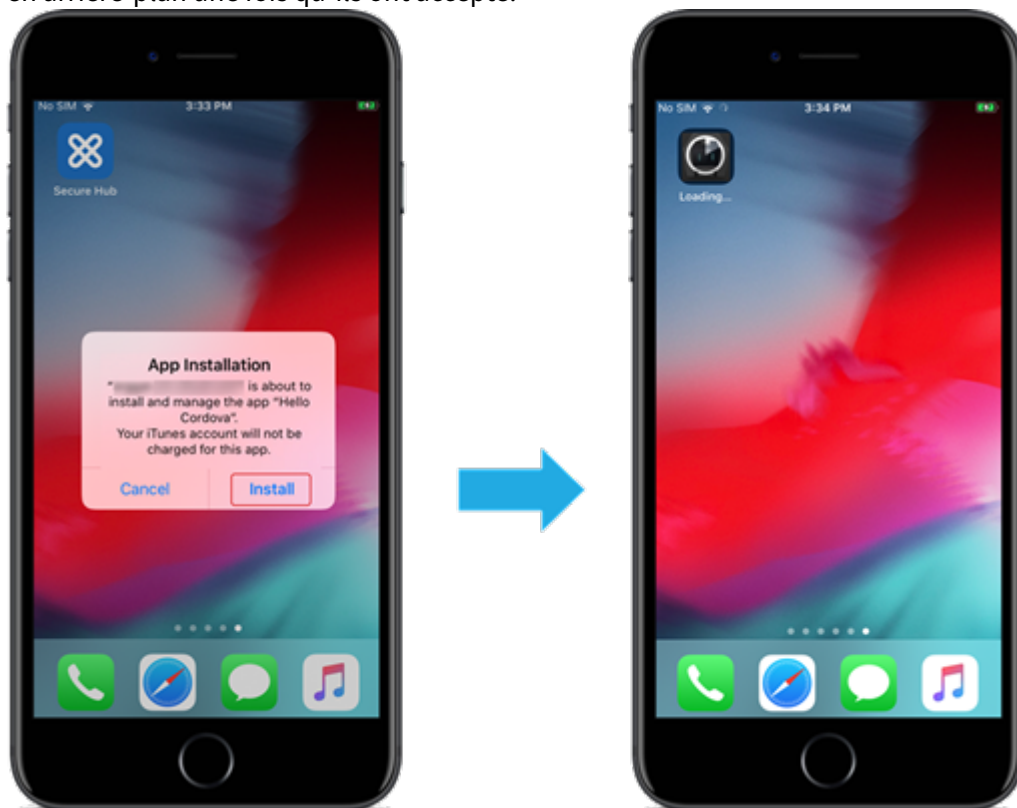 en arrière-plan une fois qu'ils ont accepté.
No SIM 3:33 PM
Secure Hub
App Installation
" is about to
install and manage the app "Hello
Cordova".
Your iTunes account will not be
charged for this app.
Cancel Install
No SIM 3:34 PM
Loading...